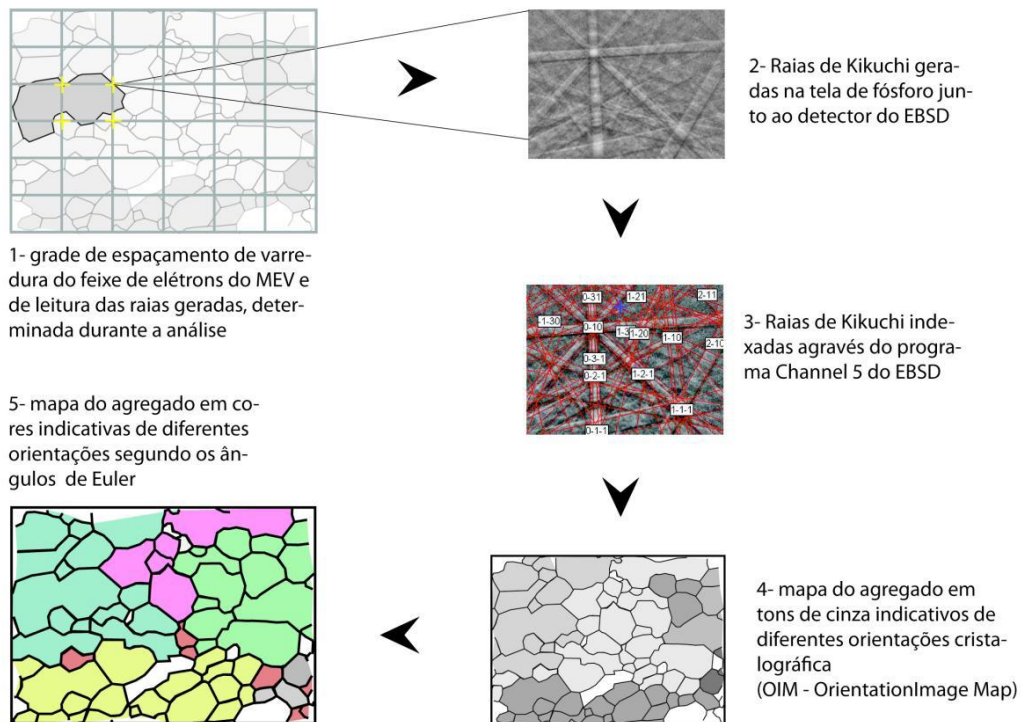 2- Raias de Kikuchi gera-
das na tela de fósforo jun-
to ao detector do EBSD
1- grade de espaçamento de varre-
dura do feixe de elétrons do MEV e
de leitura das raias geradas, deter-
minada durante a análise
0-31
1-21
2-11
-1-30
0-10
1-3
1-20
1-10
2-10
0-3-1
0-2-1
1-2-1
1-1-1
0-1-1
3- Raias de Kikuchi inde-
xadas agravés do progra-
ma Channel 5 do EBSD
5- mapa do agregado em co-
res indicativas de diferentes
orientações segundo os ân-
gulos de Euler
4- mapa do agregado em
tons de cinza indicativos de
diferentes orientações crista-
lográfica
(OIM - OrientationImage Map)